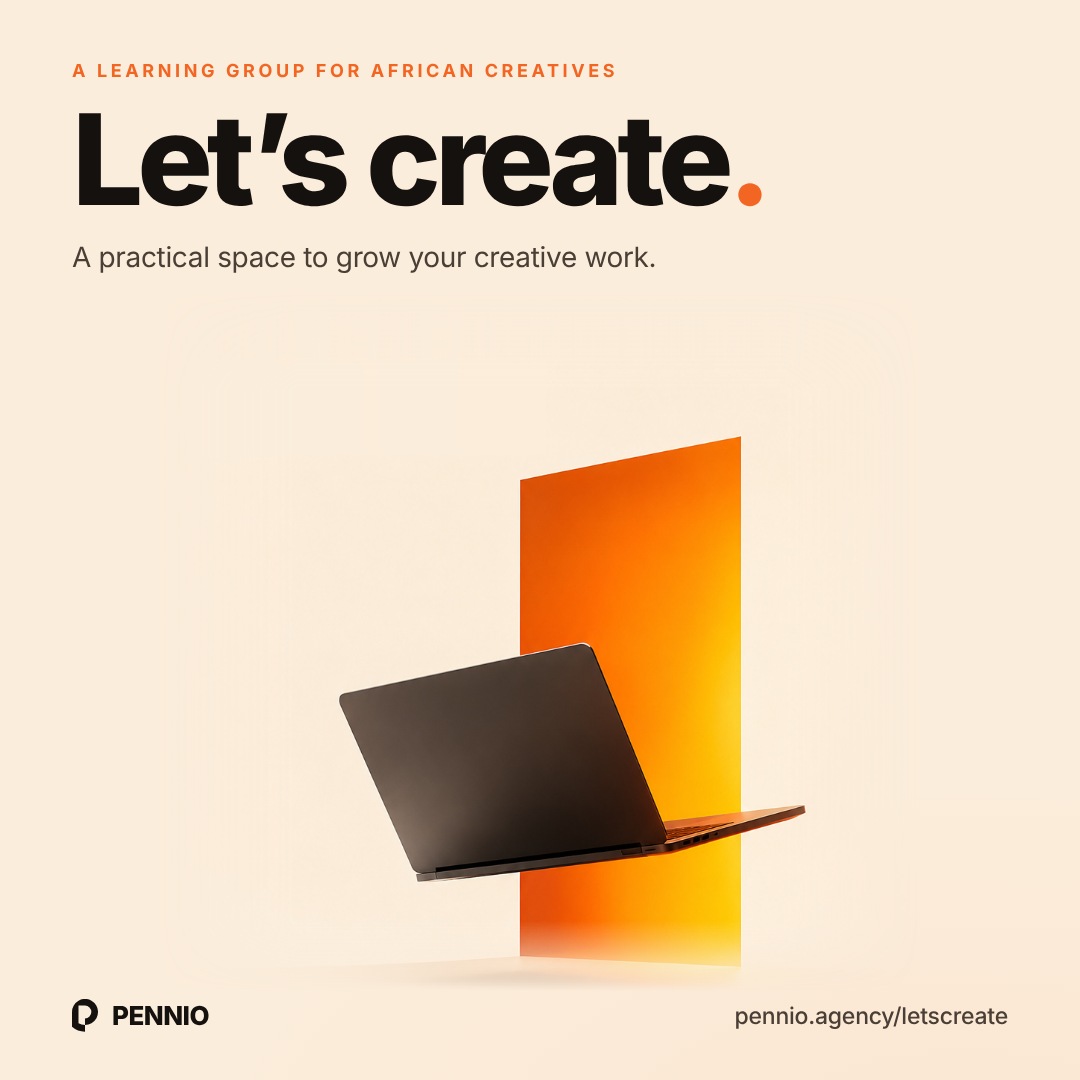 A LEARNING GROUP FOR AFRICAN CREATIVES
Let’s create.
A practical space to grow your creative work.
PENNIO
pennio.agency/letscreate